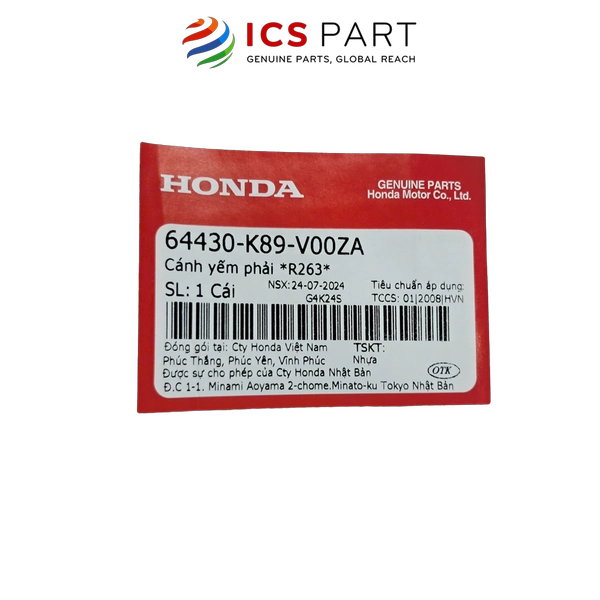 ICS PART
GENUINE PARTS, GLOBAL REACH
HONDA
GENUINE PARTS
Honda Motor Co., Ltd.
64430-K89-V00ZA
Cánh yếm phải *R263*
SL: 1 Cái
NSX: 24-07-2024
G4K24S
Tiêu chuẩn áp dụng:
TCCS: 01|2008|HVN
Đóng gói tại: Cty Honda Việt Nam
Phúc Thắng, Phúc Yên, Vĩnh Phúc
TSKT:
Nhựa
Được sự cho phép của Cty Honda Nhật Bản
Đ.C 1-1. Minami Aoyama 2-chome.Minato-ku Tokyo Nhật Bản
OTK